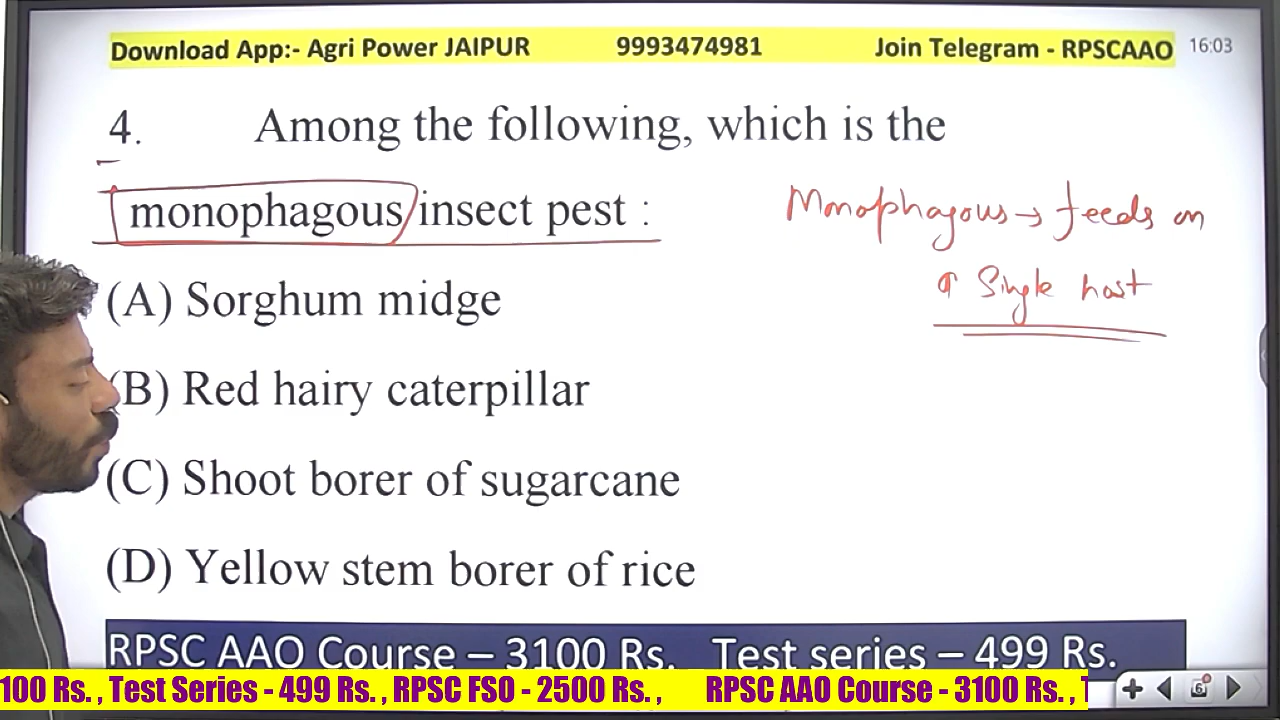 Download App:- Agri Power JAIPUR 9993474981 Join Telegram - RPSCAAO 16:03
4. Among the following, which is the
monophagous insect pest :
Monophagous → feeds on
a Single host
(A) Sorghum midge
(B) Red hairy caterpillar
(C) Shoot borer of sugarcane
(D) Yellow stem borer of rice
RPSC AAO Course – 3100 Rs. Test series – 499 Rs.
100 Rs. , Test Series - 499 Rs. , RPSC FSO - 2500 Rs. , RPSC AAO Course - 3100 Rs. ,
6